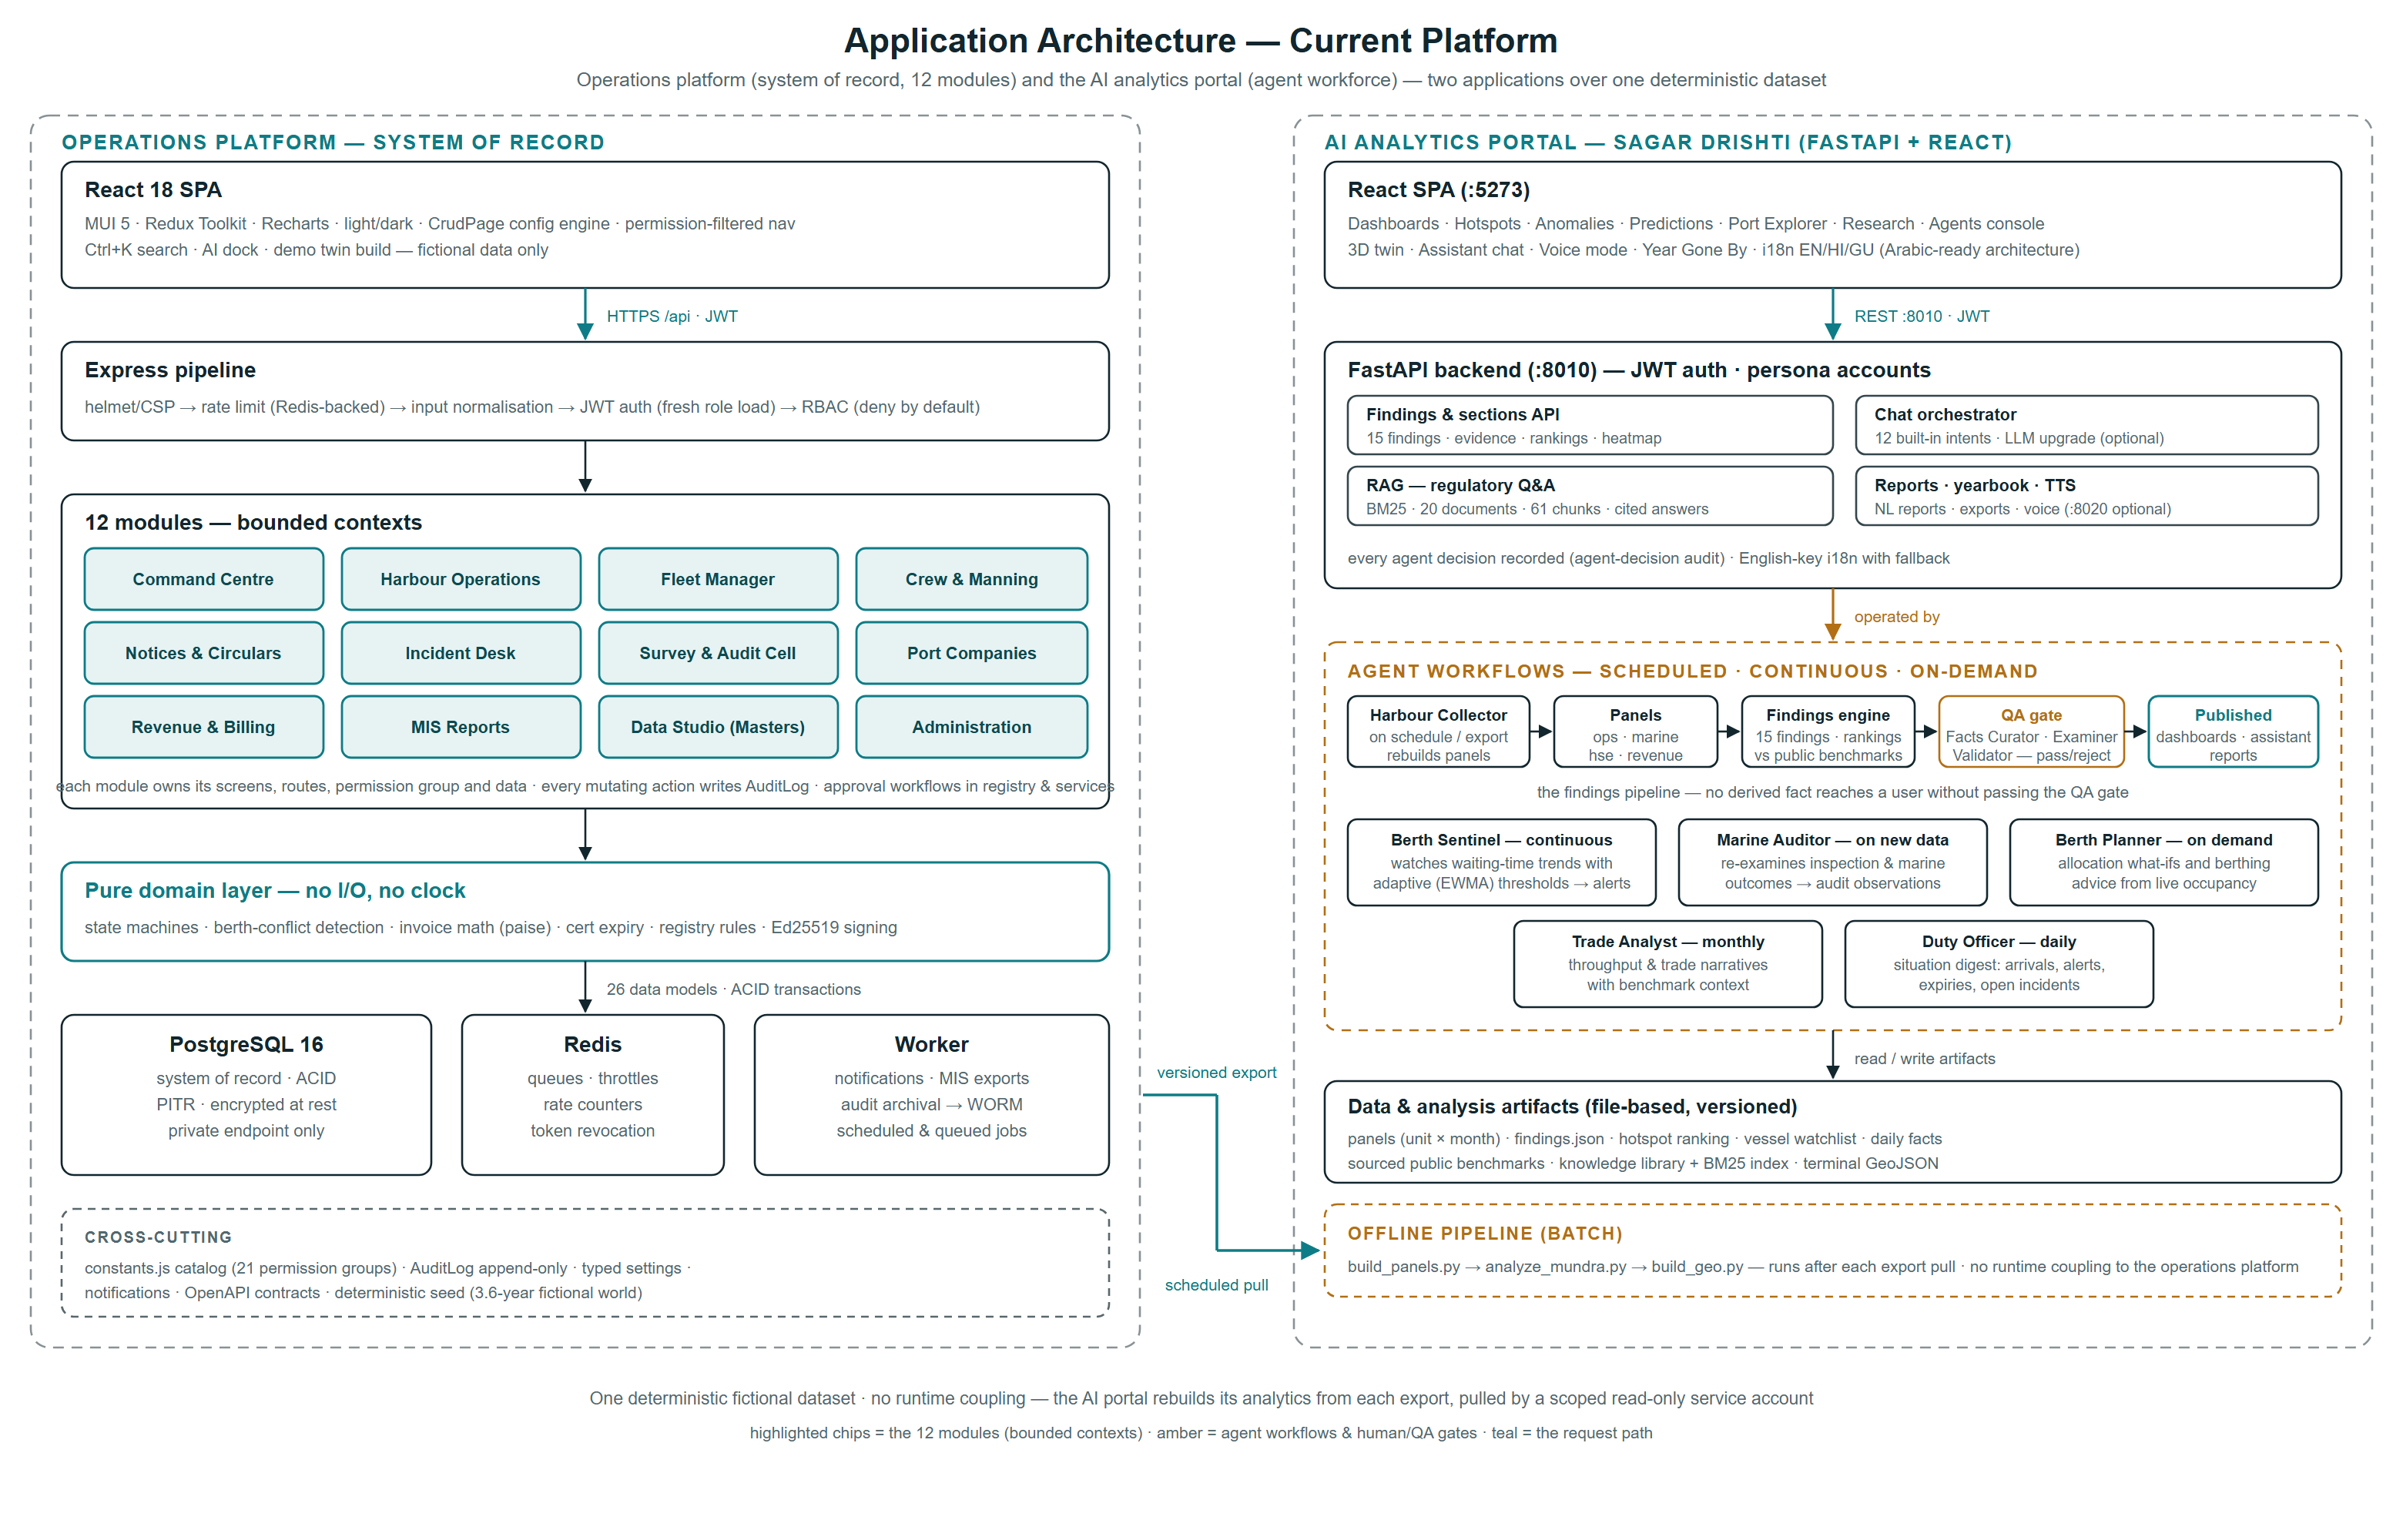 Application Architecture — Current Platform
Operations platform (system of record, 12 modules) and the AI analytics portal (agent workforce) — two applications over one deterministic dataset
OPERATIONS PLATFORM — SYSTEM OF RECORD
React 18 SPA
MUI 5 · Redux Toolkit · Recharts · light/dark · CrudPage config engine · permission-filtered nav
Ctrl+K search · AI dock · demo twin build — fictional data only
HTTPS /api · JWT
Express pipeline
helmet/CSP → rate limit (Redis-backed) → input normalisation → JWT auth (fresh role load) → RBAC (deny by default)
12 modules — bounded contexts
Command Centre
Harbour Operations
Fleet Manager
Crew & Manning
Notices & Circulars
Incident Desk
Survey & Audit Cell
Port Companies
Revenue & Billing
MIS Reports
Data Studio (Masters)
Administration
each module owns its screens, routes, permission group and data · every mutating action writes AuditLog · approval workflows in registry & services
Pure domain layer — no I/O, no clock
state machines · berth-conflict detection · invoice math (paise) · cert expiry · registry rules · Ed25519 signing
26 data models · ACID transactions
PostgreSQL 16
system of record · ACID
PITR · encrypted at rest
private endpoint only
Redis
queues · throttles
rate counters
token revocation
Worker
notifications · MIS exports
audit archival → WORM
scheduled & queued jobs
CROSS-CUTTING
constants.js catalog (21 permission groups) · AuditLog append-only · typed settings ·
notifications · OpenAPI contracts · deterministic seed (3.6-year fictional world)
versioned export
scheduled pull
AI ANALYTICS PORTAL — SAGAR DRISHTI (FASTAPI + REACT)
React SPA (:5273)
Dashboards · Hotspots · Anomalies · Predictions · Port Explorer · Research · Agents console
3D twin · Assistant chat · Voice mode · Year Gone By · i18n EN/HI/GU (Arabic-ready architecture)
REST :8010 · JWT
FastAPI backend (:8010) — JWT auth · persona accounts
Findings & sections API
15 findings · evidence · rankings · heatmap
Chat orchestrator
12 built-in intents · LLM upgrade (optional)
RAG — regulatory Q&A
BM25 · 20 documents · 61 chunks · cited answers
Reports · yearbook · TTS
NL reports · exports · voice (:8020 optional)
every agent decision recorded (agent-decision audit) · English-key i18n with fallback
operated by
AGENT WORKFLOWS — SCHEDULED · CONTINUOUS · ON-DEMAND
Harbour Collector
on schedule / export
rebuilds panels
Panels
ops · marine
hse · revenue
Findings engine
15 findings · rankings
vs public benchmarks
QA gate
Facts Curator · Examiner
Validator — pass/reject
Published
dashboards · assistant
reports
the findings pipeline — no derived fact reaches a user without passing the QA gate
Berth Sentinel — continuous
watches waiting-time trends with
adaptive (EWMA) thresholds → alerts
Marine Auditor — on new data
re-examines inspection & marine
outcomes → audit observations
Berth Planner — on demand
allocation what-ifs and berthing
advice from live occupancy
Trade Analyst — monthly
throughput & trade narratives
with benchmark context
Duty Officer — daily
situation digest: arrivals, alerts,
expiries, open incidents
read / write artifacts
Data & analysis artifacts (file-based, versioned)
panels (unit × month) · findings.json · hotspot ranking · vessel watchlist · daily facts
sourced public benchmarks · knowledge library + BM25 index · terminal GeoJSON
OFFLINE PIPELINE (BATCH)
build_panels.py → analyze_mundra.py → build_geo.py — runs after each export pull · no runtime coupling to the operations platform
One deterministic fictional dataset · no runtime coupling — the AI portal rebuilds its analytics from each export, pulled by a scoped read-only service account
highlighted chips = the 12 modules (bounded contexts) · amber = agent workflows & human/QA gates · teal = the request path